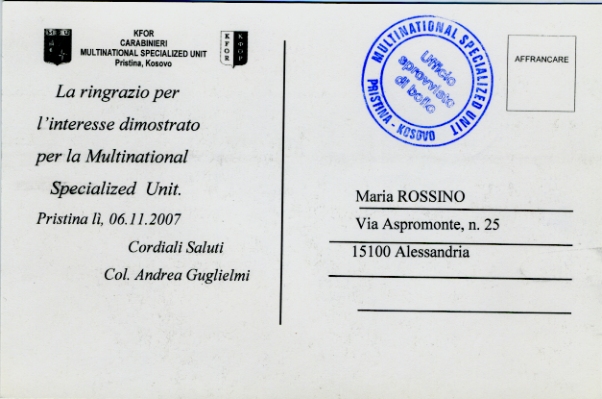 KFOR
CARABINIERI
MULTINATIONAL SPECIALIZED UNIT
Pristina, Kosovo
KFOR
КФОР
La ringrazio per
l'interesse dimostrato
per la Multinational
Specialized Unit.
Pristina lì, 06.11.2007
Cordiali Saluti
Col. Andrea Guglielmi
MULTINATIONAL SPECIALIZED UNIT
PRISTINA - KOSOVO
Ufficio
sprovvisto
di bollo
AFFRANCARE
Maria ROSSINO
Via Aspromonte, n. 25
15100 Alessandria